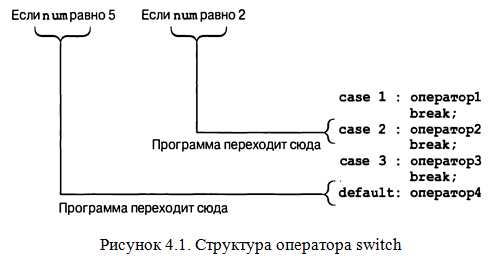 Если num равно 5
Если num равно 2
case 1 : оператор1
break;
case 2 : оператор2
break;
Программа переходит сюда
case 3 : оператор3
break;
default: оператор4
Программа переходит сюда
Рисунок 4.1. Структура оператора switch